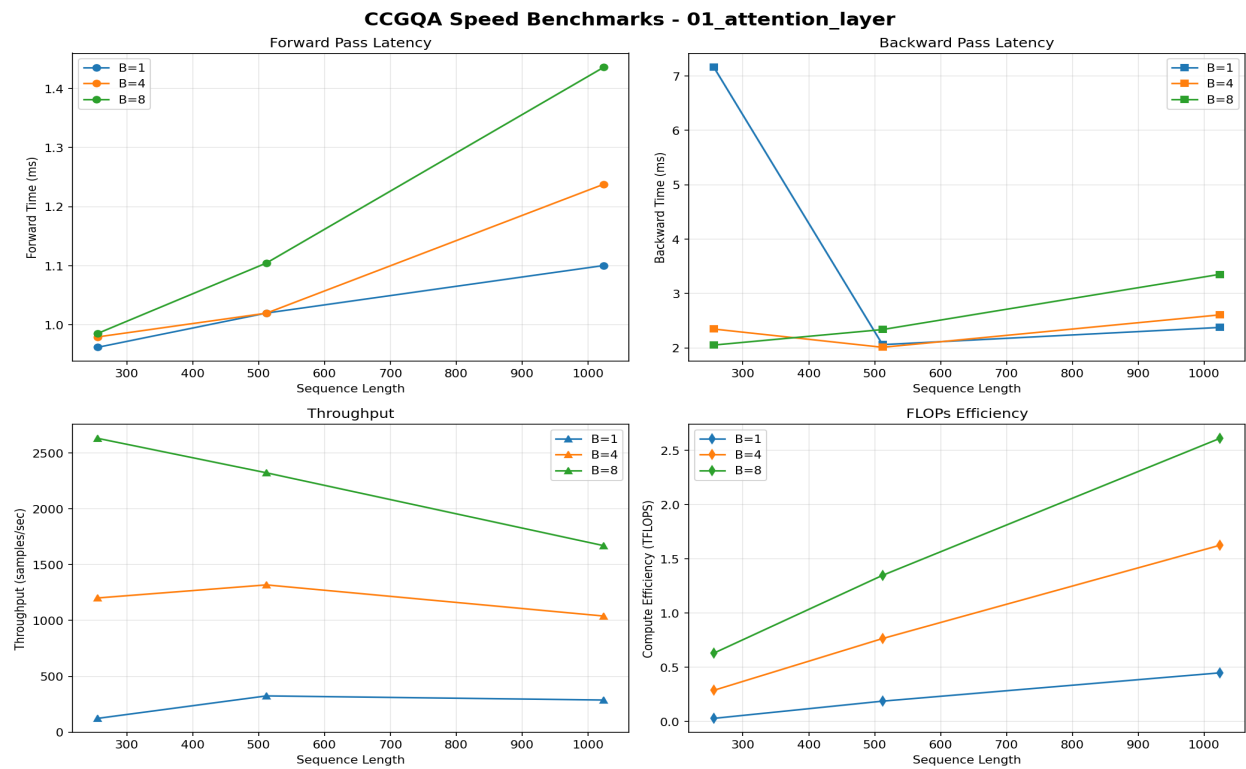 CCGQA Speed Benchmarks - 01_attention_layer
Forward Pass Latency
B=1
B=4
B=8
Forward Time (ms)
1.4
1.3
1.2
1.1
1.0
300 400 500 600 700 800 900 1000
Sequence Length
Backward Pass Latency
B=1
B=4
B=8
Backward Time (ms)
7
6
5
4
3
2
300 400 500 600 700 800 900 1000
Sequence Length
Throughput
B=1
B=4
B=8
Throughput (samples/sec)
2500
2000
1500
1000
500
0
300 400 500 600 700 800 900 1000
Sequence Length
FLOPs Efficiency
B=1
B=4
B=8
Compute Efficiency (TFLOPS)
2.5
2.0
1.5
1.0
0.5
0.0
300 400 500 600 700 800 900 1000
Sequence Length